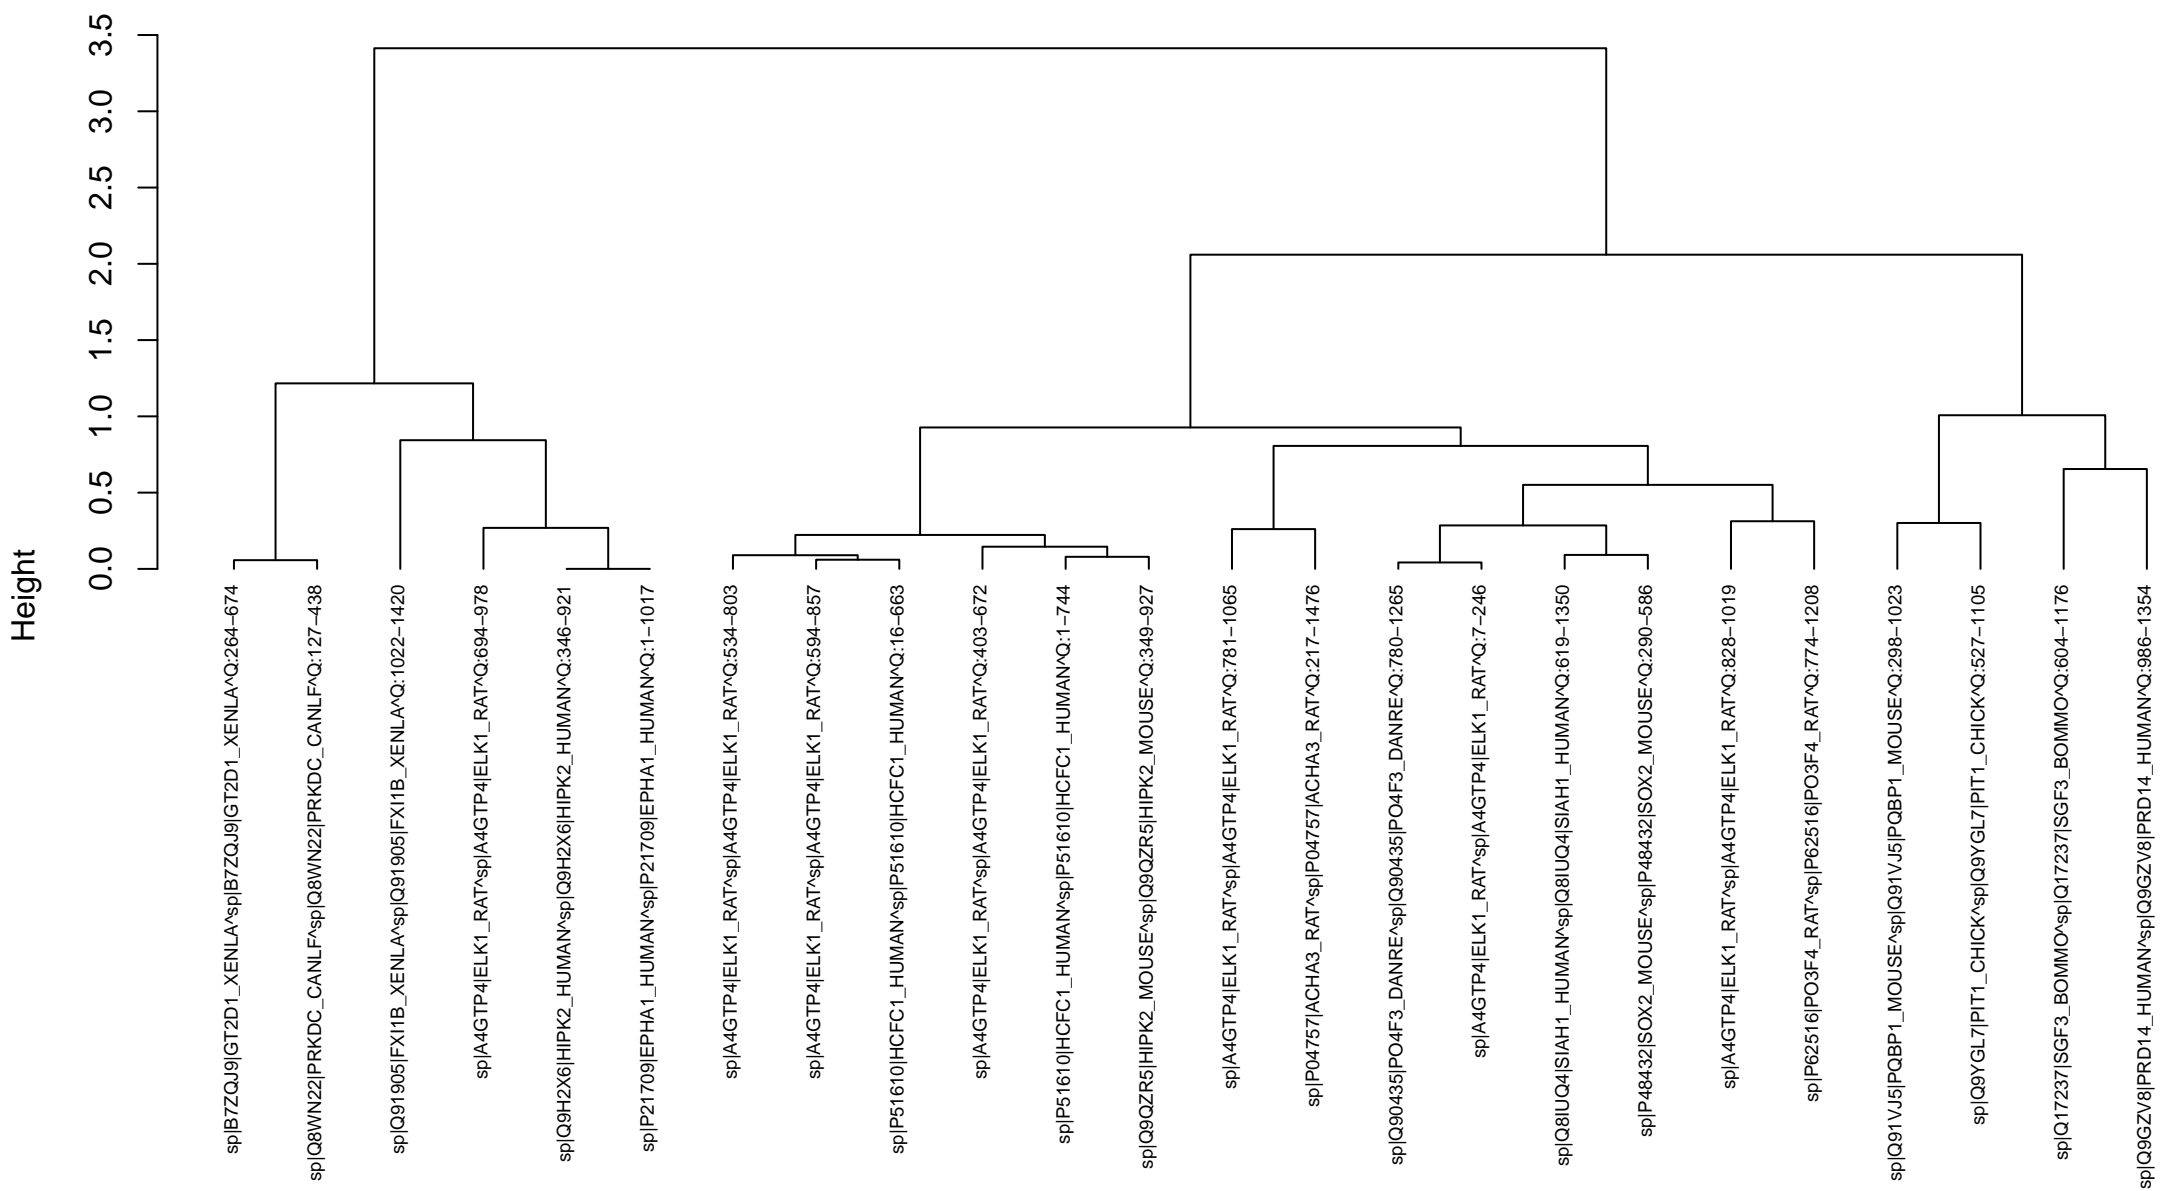 Height
3.5
3.0
2.5
2.0
1.5
1.0
0.5
0.0
sp|B7ZQJ9|GT2D1_XENLA^sp|B7ZQJ9|GT2D1_XENLA^Q:264−674
sp|Q8WN22|PRKDC_CANLF^sp|Q8WN22|PRKDC_CANLF^Q:127−438
sp|Q91905|FXI1B_XENLA^sp|Q91905|FXI1B_XENLA^Q:1022−1420
sp|A4GTP4|ELK1_RAT^sp|A4GTP4|ELK1_RAT^Q:694−978
sp|Q9H2X6|HIPK2_HUMAN^sp|Q9H2X6|HIPK2_HUMAN^Q:346−921
sp|P21709|EPHA1_HUMAN^sp|P21709|EPHA1_HUMAN^Q:1−1017
sp|A4GTP4|ELK1_RAT^sp|A4GTP4|ELK1_RAT^Q:534−803
sp|A4GTP4|ELK1_RAT^sp|A4GTP4|ELK1_RAT^Q:594−857
sp|P51610|HCFC1_HUMAN^sp|P51610|HCFC1_HUMAN^Q:16−663
sp|A4GTP4|ELK1_RAT^sp|A4GTP4|ELK1_RAT^Q:403−672
sp|P51610|HCFC1_HUMAN^sp|P51610|HCFC1_HUMAN^Q:1−744
sp|Q9QZR5|HIPK2_MOUSE^sp|Q9QZR5|HIPK2_MOUSE^Q:349−927
sp|A4GTP4|ELK1_RAT^sp|A4GTP4|ELK1_RAT^Q:781−1065
sp|P04757|ACHA3_RAT^sp|P04757|ACHA3_RAT^Q:217−1476
sp|Q90435|PO4F3_DANRE^sp|Q90435|PO4F3_DANRE^Q:780−1265
sp|A4GTP4|ELK1_RAT^sp|A4GTP4|ELK1_RAT^Q:7−246
sp|Q8IUQ4|SIAH1_HUMAN^sp|Q8IUQ4|SIAH1_HUMAN^Q:619−1350
sp|P48432|SOX2_MOUSE^sp|P48432|SOX2_MOUSE^Q:290−586
sp|A4GTP4|ELK1_RAT^sp|A4GTP4|ELK1_RAT^Q:828−1019
sp|P62516|PO3F4_RAT^sp|P62516|PO3F4_RAT^Q:774−1208
sp|Q91VJ5|PQBP1_MOUSE^sp|Q91VJ5|PQBP1_MOUSE^Q:298−1023
sp|Q9YGL7|PIT1_CHICK^sp|Q9YGL7|PIT1_CHICK^Q:527−1105
sp|Q17237|SGF3_BOMMO^sp|Q17237|SGF3_BOMMO^Q:604−1176
sp|Q9GZV8|PRD14_HUMAN^sp|Q9GZV8|PRD14_HUMAN^Q:986−1354